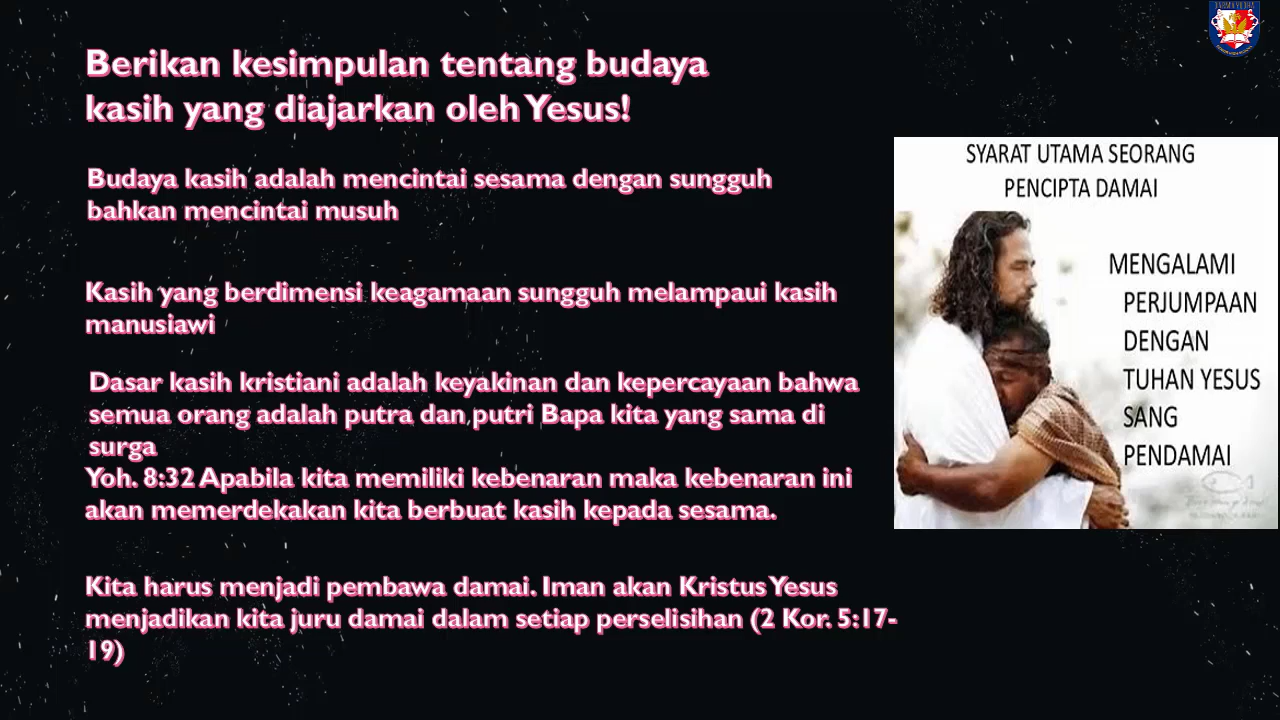 Berikan kesimpulan tentang budaya
kasih yang diajarkan oleh Yesus!
Budaya kasih adalah mencintai sesama dengan sungguh
bahkan mencintai musuh
Kasih yang berdimensi keagamaan sungguh melampaui kasih
manusiawi
Dasar kasih kristiani adalah keyakinan dan kepercayaan bahwa
semua orang adalah putra dan putri Bapa kita yang sama di
surga
Yoh. 8:32 Apabila kita memiliki kebenaran maka kebenaran ini
akan memerdekakan kita berbuat kasih kepada sesama.
Kita harus menjadi pembawa damai. Iman akan Kristus Yesus
menjadikan kita juru damai dalam setiap perselisihan (2 Kor. 5:17-
19)
SYARAT UTAMA SEORANG
PENCIPTA DAMAI
MENGALAMI
PERJUMPAAN
DENGAN
TUHAN YESUS
SANG
PENDAMAI